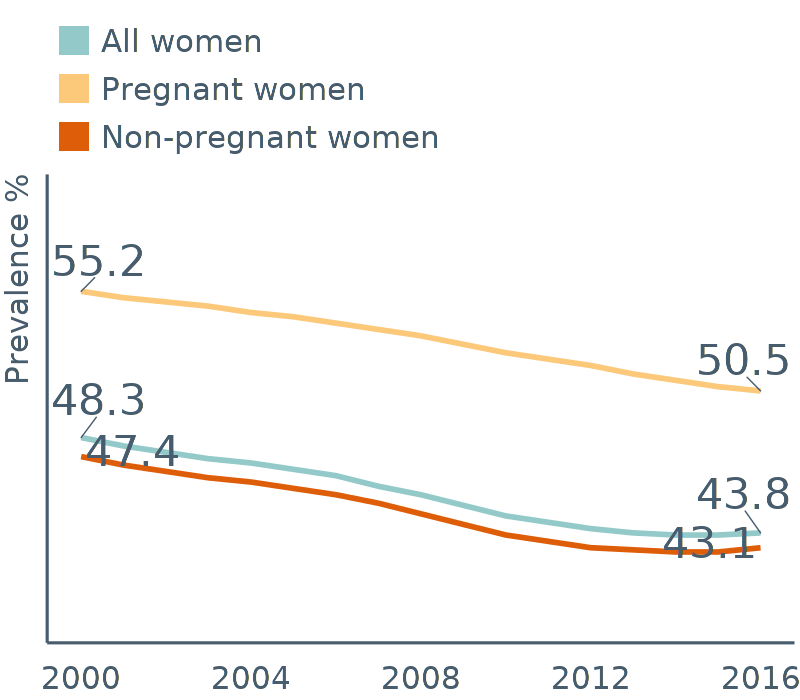 All women
Pregnant women
Non-pregnant women
Prevalence %
55.2
50.5
48.3
47.4
43.8
43.1
2000 2004 2008 2012 2016